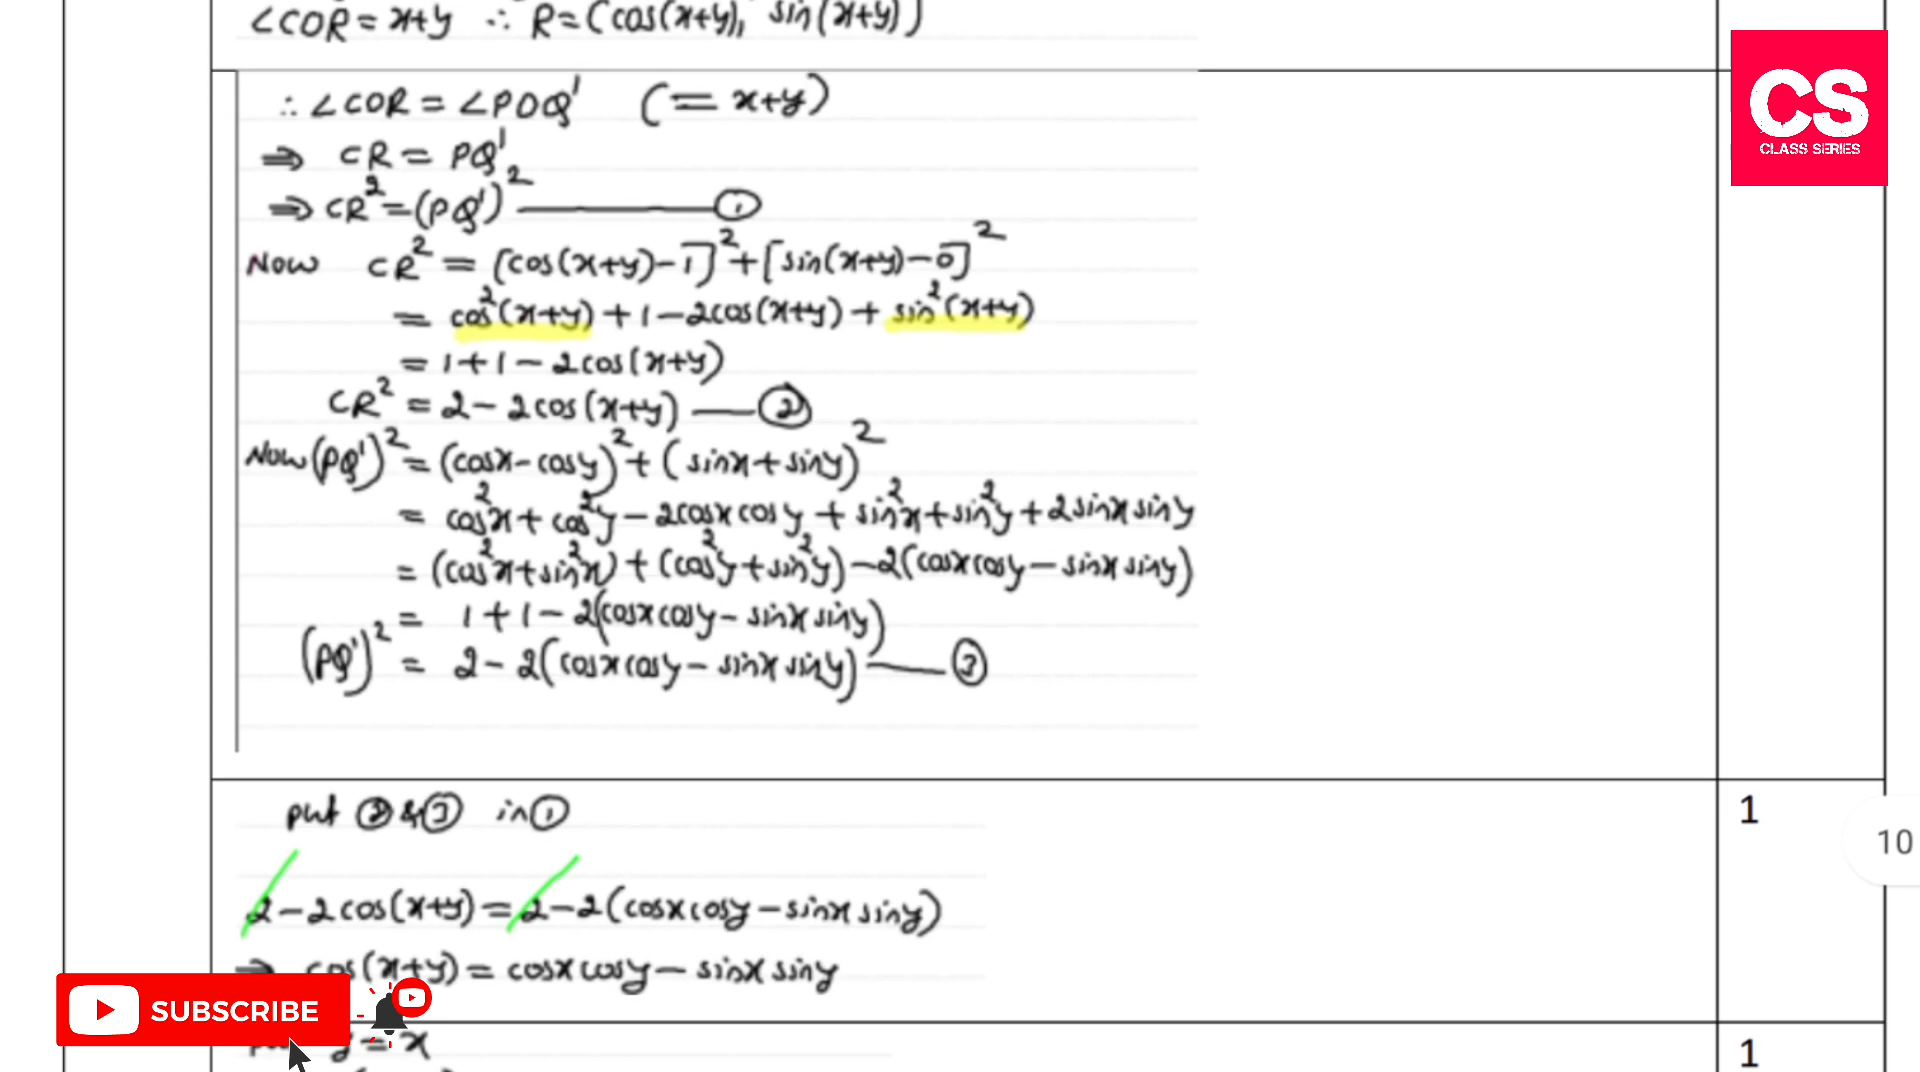 ∠COR = x+y ∴ R = (cos(x+y), sin(x+y))
∴ ∠COR = ∠POQ' (= x+y)
⇒ CR = PQ'
⇒ CR² = (PQ')² ——— ①
Now CR² = [cos(x+y)-1]² + [sin(x+y)-0]²
= cos²(x+y) + 1 - 2cos(x+y) + sin²(x+y)
= 1+1 - 2cos(x+y)
CR² = 2 - 2cos(x+y) —— ②
Now (PQ')² = (cosx - cosy)² + (sinx + siny)²
= cos²x + cos²y - 2cosx cosy + sin²x + sin²y + 2sinx siny
= (cos²x + sin²x) + (cos²y + sin²y) - 2(cosx cosy - sinx siny)
= 1 + 1 - 2(cosx cosy - sinx siny)
(PQ')² = 2 - 2(cosx cosy - sinx siny) —— ③
put ② & ③ in ①
2 - 2cos(x+y) = 2 - 2(cosx cosy - sinx siny)
⇒ cos(x+y) = cosx cosy - sinx siny
y = x
1
1
10
CS
CLASS SERIES
SUBSCRIBE